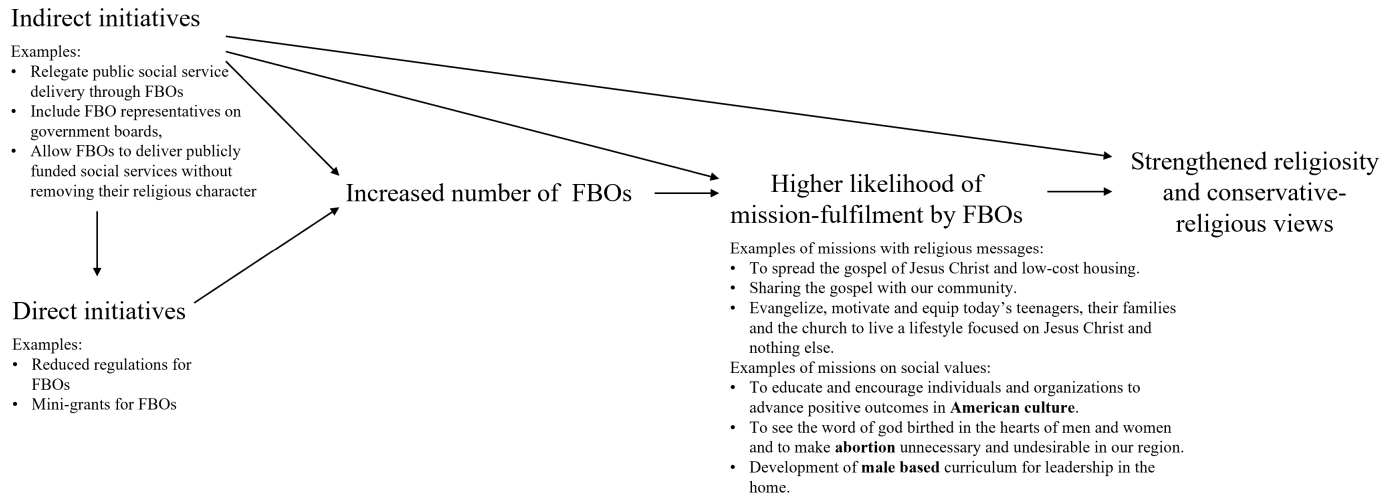 Indirect initiatives
Examples:
• Relegate public social service
delivery through FBOs
• Include FBO representatives on
government boards,
• Allow FBOs to deliver publicly
funded social services without
removing their religious character
Direct initiatives
Examples:
• Reduced regulations for
FBOs
• Mini-grants for FBOs
Increased number of  FBOs
Higher likelihood of
mission-fulfilment by FBOs
Examples of missions with religious messages:
• To spread the gospel of Jesus Christ and low-cost housing.
• Sharing the gospel with our community.
• Evangelize, motivate and equip today’s teenagers, their families
and the church to live a lifestyle focused on Jesus Christ and
nothing else.
Examples of missions on social values:
• To educate and encourage individuals and organizations to
advance positive outcomes in American culture.
• To see the word of god birthed in the hearts of men and women
and to make abortion unnecessary and undesirable in our region.
• Development of male based curriculum for leadership in the
home.
Strengthened religiosity
and conservative-
religious views